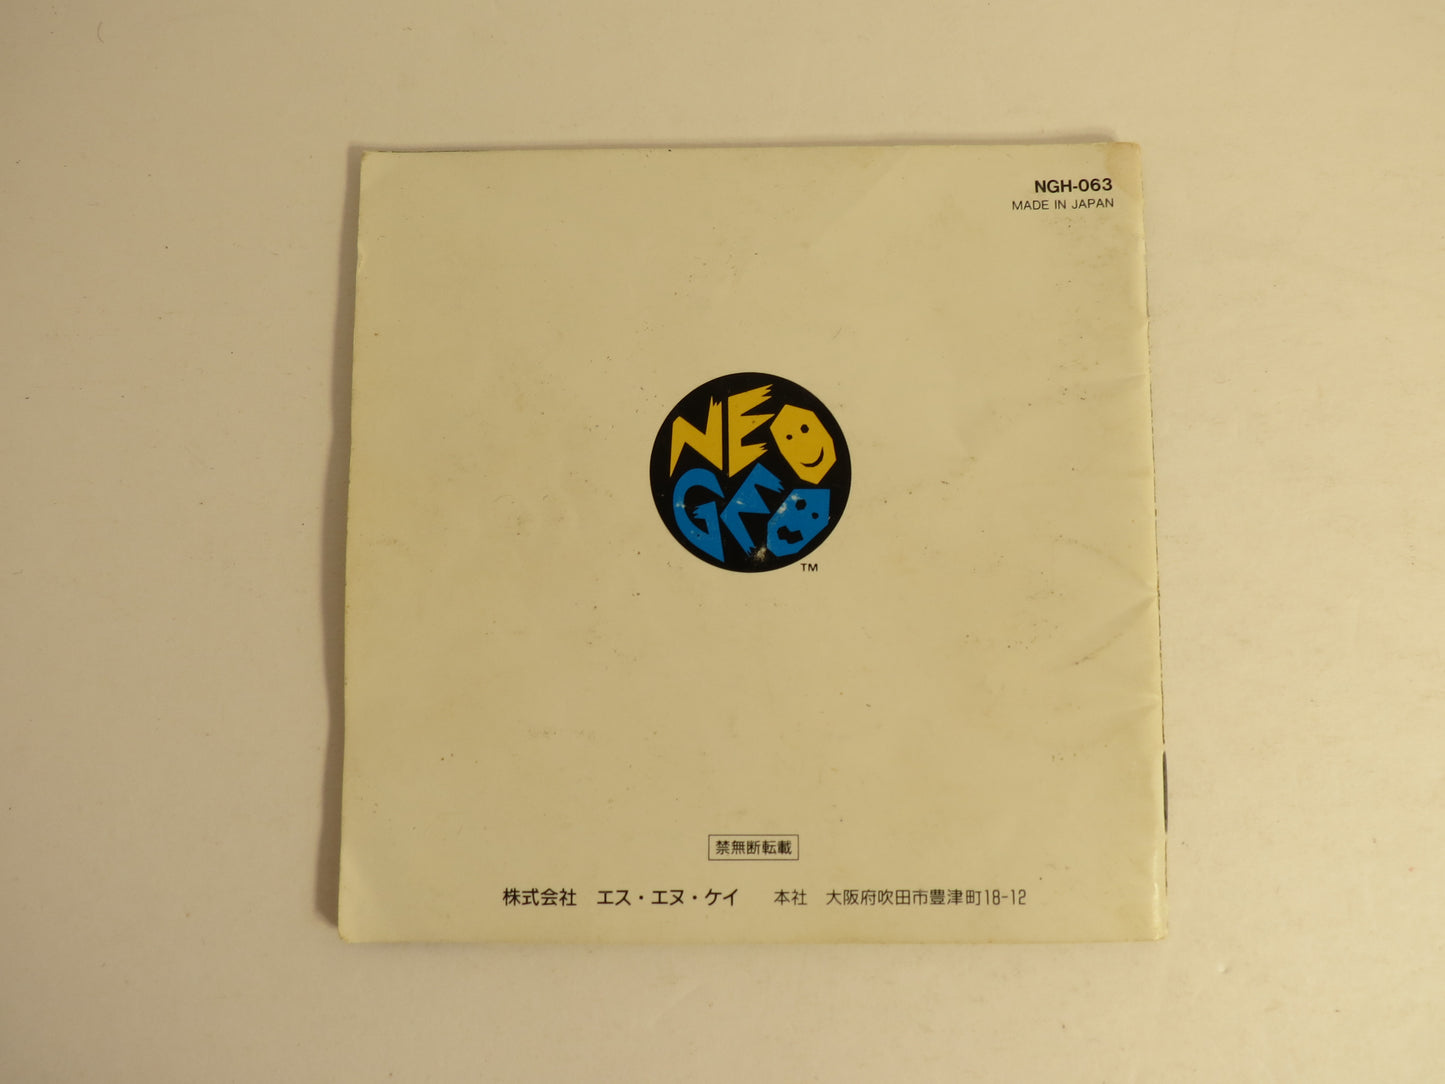 NGH-063
MADE IN JAPAN
NEO
GEO
TM
禁無断転載
株式会社 エス・エヌ・ケイ 本社 大阪府吹田市豊津町18-12